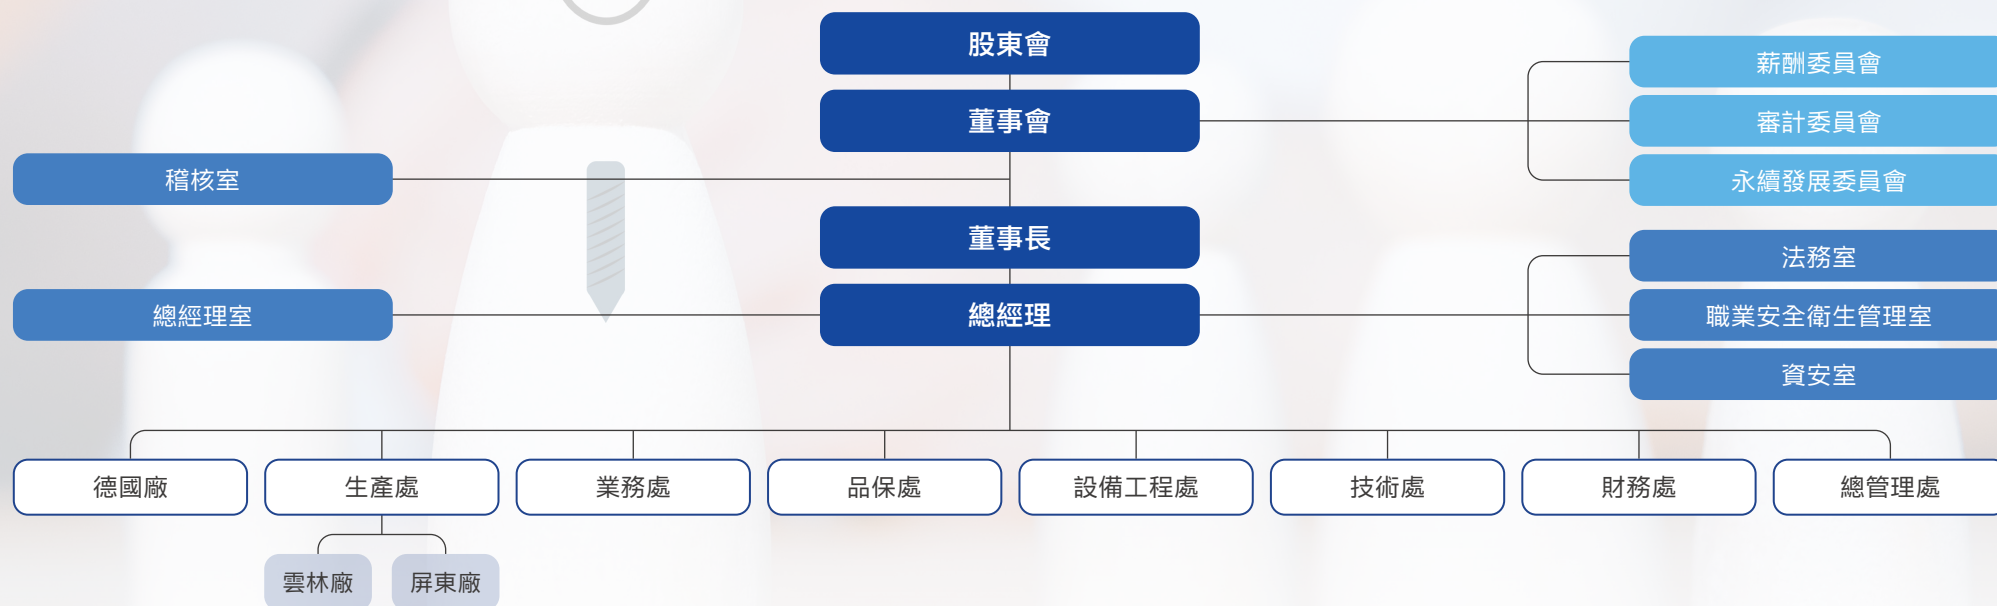 股東會
董事會
薪酬委員會
審計委員會
永續發展委員會
稽核室
董事長
總經理室
總經理
法務室
職業安全衛生管理室
資安室
德國廠
生產處
業務處
品保處
設備工程處
技術處
財務處
總管理處
雲林廠
屏東廠